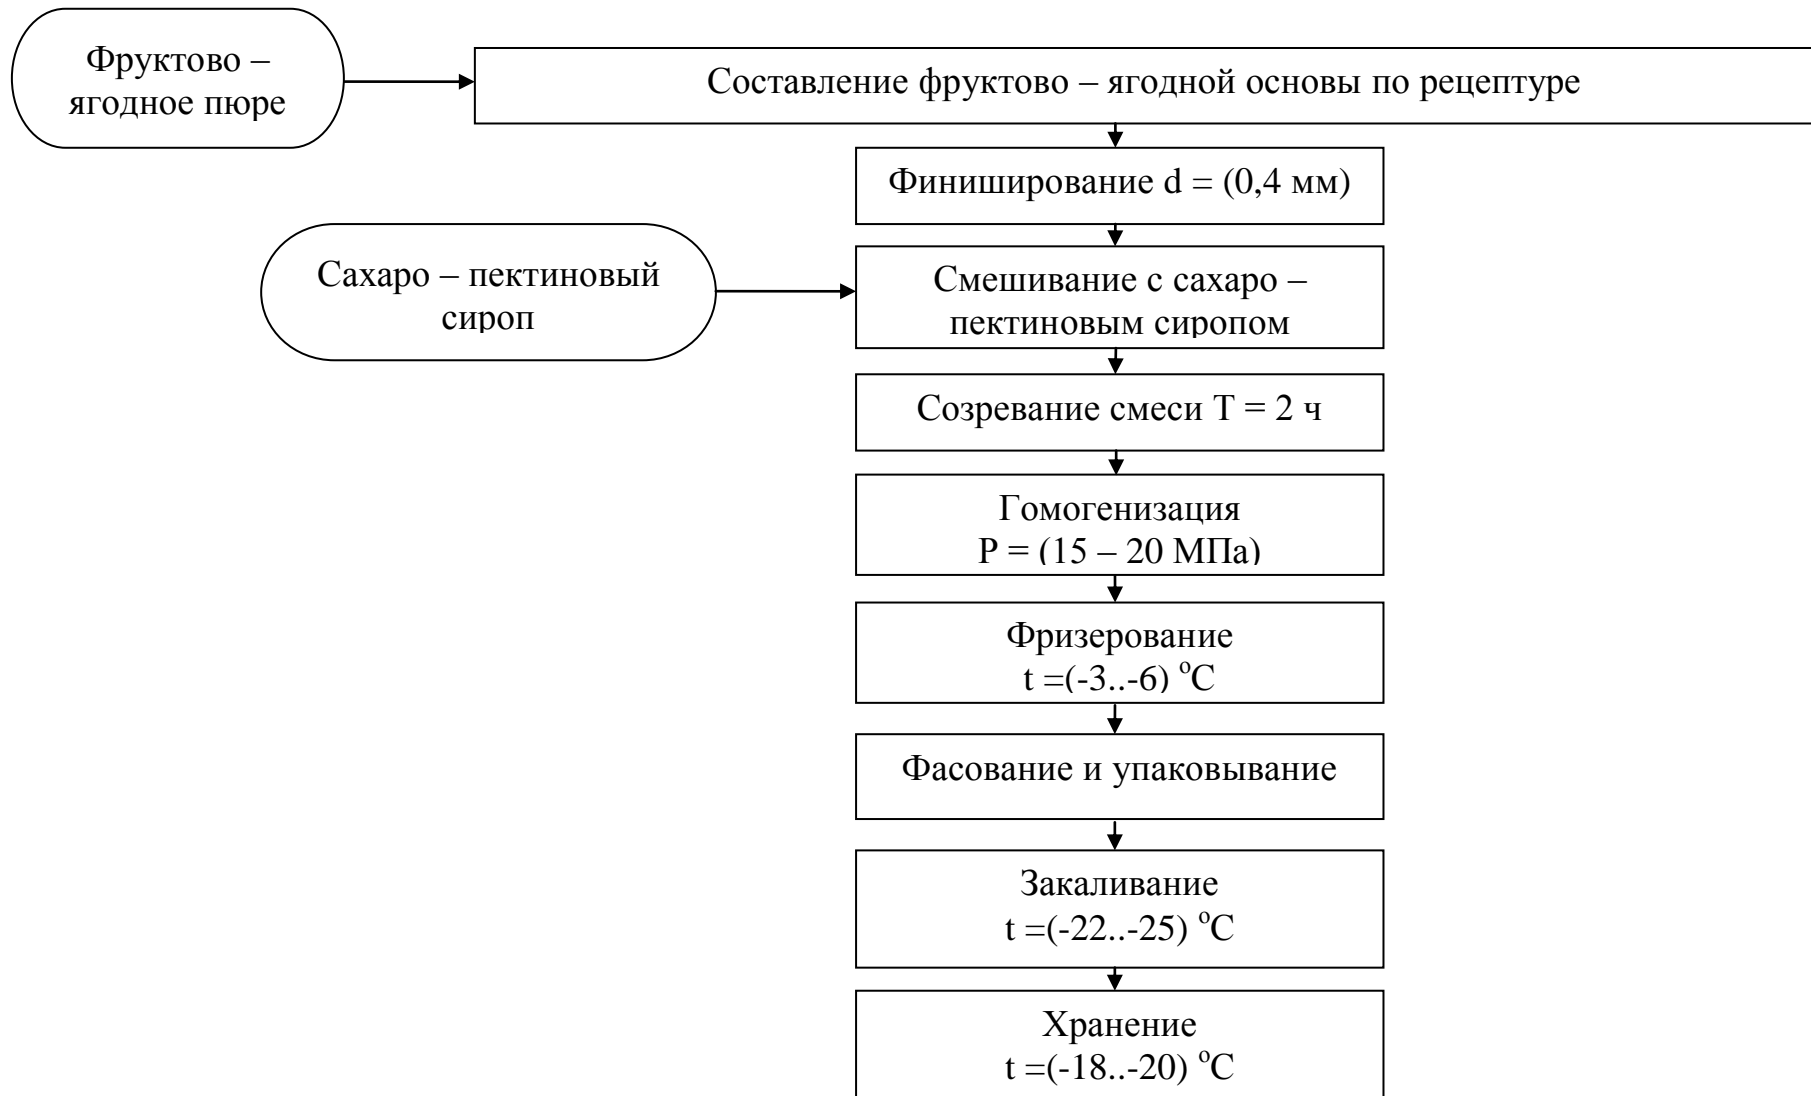 Фруктово –
ягодное пюре
Составление фруктово – ягодной основы по рецептуре
Финиширование d = (0,4 мм)
Сахаро – пектиновый
сироп
Смешивание с сахаро –
пектиновым сиропом
Созревание смеси Т = 2 ч
Гомогенизация
Р = (15 – 20 МПа)
Фризерование
t =(-3..-6) °С
Фасование и упаковывание
Закаливание
t =(-22..-25) °С
Хранение
t =(-18..-20) °С